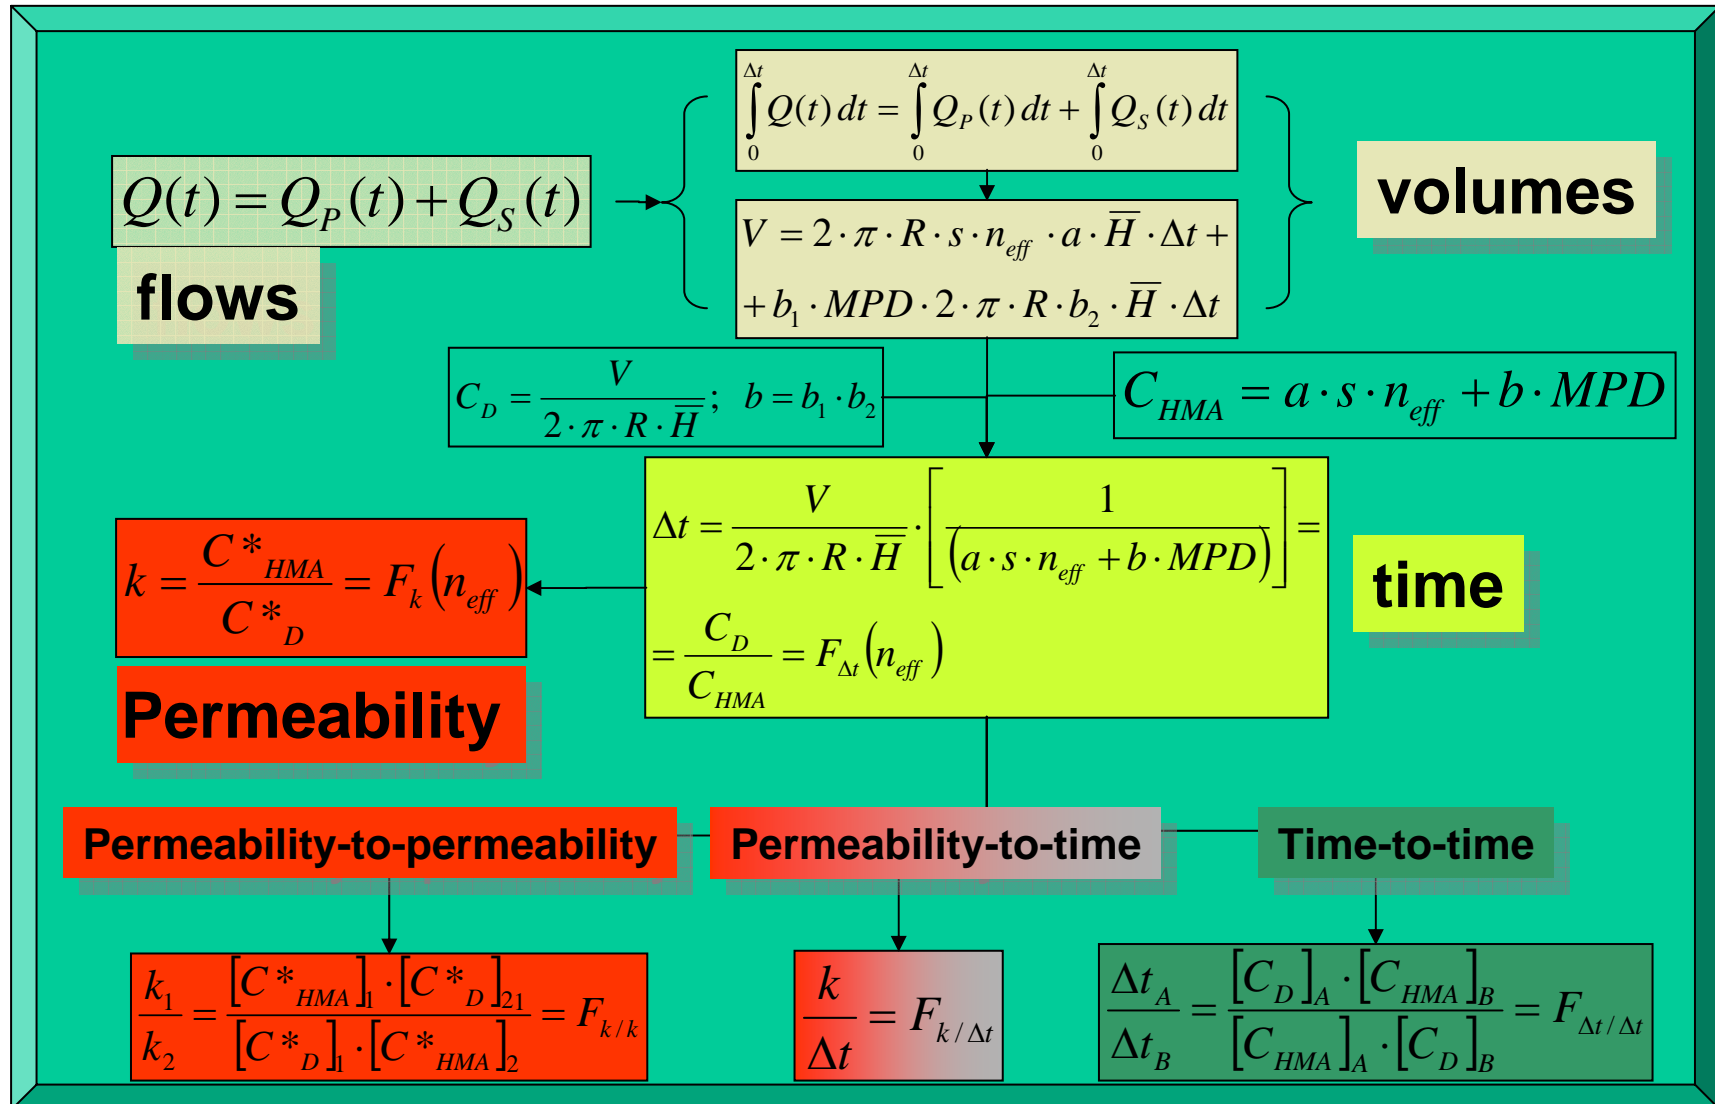 ∫₀^Δt Q(t) dt = ∫₀^Δt Q_P(t) dt + ∫₀^Δt Q_S(t) dt
Q(t) = Q_P(t) + Q_S(t)
flows
volumes
V = 2 · π · R · s · n_eff · a · H̅ · Δt +
+ b₁ · MPD · 2 · π · R · b₂ · H̅ · Δt
C_D = V / (2 · π · R · H̅) ; b = b₁ · b₂
C_HMA = a · s · n_eff + b · MPD
Δt = V / (2 · π · R · H̅) · [1 / (a · s · n_eff + b · MPD)] =
= C_D / C_HMA = F_Δt (n_eff)
time
k = C*_HMA / C*_D = F_k (n_eff)
Permeability
Permeability-to-permeability
Permeability-to-time
Time-to-time
k₁ / k₂ = [C*_HMA]₁ · [C*_D]₂₁ / [C*_D]₁ · [C*_HMA]₂ = F_k/k
k / Δt = F_k/Δt
Δt_A / Δt_B = [C_D]_A · [C_HMA]_B / [C_HMA]_A · [C_D]_B = F_Δt/Δt